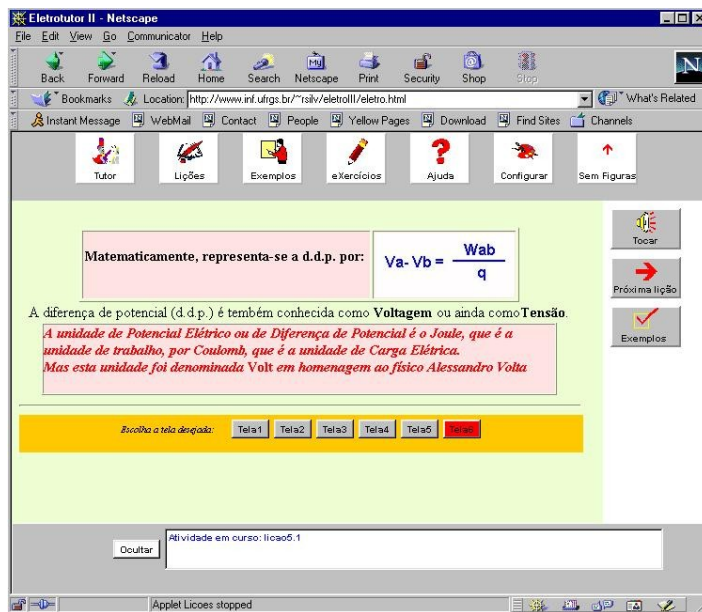 Eletrotutor II - Netscape
File Edit View Go Communicator Help
Back Forward Reload Home Search Netscape Print Security Shop Stop
Bookmarks Location: http://www.inf.ufrgs.br/~rsilv/eletroIII/eletro.html What's Related
Instant Message WebMail Contact People Yellow Pages Download Find Sites Channels
Tutor Lições Exemplos eXercícios Ajuda Configurar Sem Figuras
Tocar
Próxima lição
Exemplos
Matematicamente, representa-se a d.d.p. por:
Va- Vb = Wab
q
A diferença de potencial (d.d.p.) é tembém conhecida como Voltagem ou ainda como Tensão.
A unidade de Potencial Elétrico ou de Diferença de Potencial é o Joule, que é a
unidade de trabalho, por Coulomb, que é a unidade de Carga Elétrica.
Mas esta unidade foi denominada Volt em homenagem ao físico Alessandro Volta
Escolha a tela desejada: Tela1 Tela2 Tela3 Tela4 Tela5 Tela6
Ocultar
Atividade em curso: licao5.1
Applet Licoes stopped